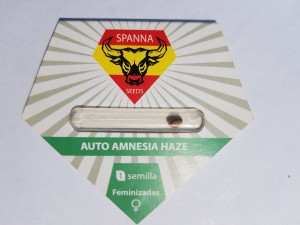 SPANNA
SEEDS
AUTO AMNESIA HAZE
1 semilla
Feminizadas